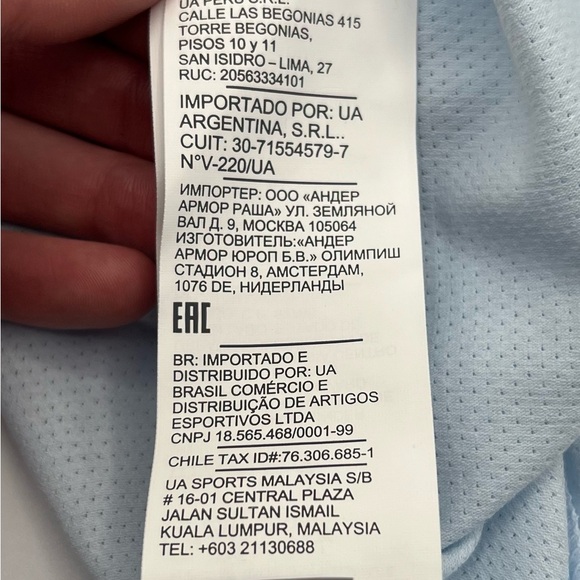 UA PERU S.R.L.
CALLE LAS BEGONIAS 415
TORRE BEGONIAS,
PISOS 10 y 11
SAN ISIDRO – LIMA, 27
RUC: 20563334101
IMPORTADO POR: UA
ARGENTINA, S.R.L..
CUIT: 30-71554579-7
N°V-220/UA
ИМПОРТЕР: ООО «АНДЕР
АРМОР РАША» УЛ. ЗЕМЛЯНОЙ
ВАЛ Д. 9, МОСКВА 105064
ИЗГОТОВИТЕЛЬ:«АНДЕР
АРМОР ЮРОП Б.В.» ОЛИМПИШ
СТАДИОН 8, АМСТЕРДАМ,
1076 DE, НИДЕРЛАНДЫ
EAC
BR: IMPORTADO E
DISTRIBUIDO POR: UA
BRASIL COMÉRCIO E
DISTRIBUIÇÃO DE ARTIGOS
ESPORTIVOS LTDA
CNPJ 18.565.468/0001-99
CHILE TAX ID#:76.306.685-1
UA SPORTS MALAYSIA S/B
# 16-01 CENTRAL PLAZA
JALAN SULTAN ISMAIL
KUALA LUMPUR, MALAYSIA
TEL: +603 21130688